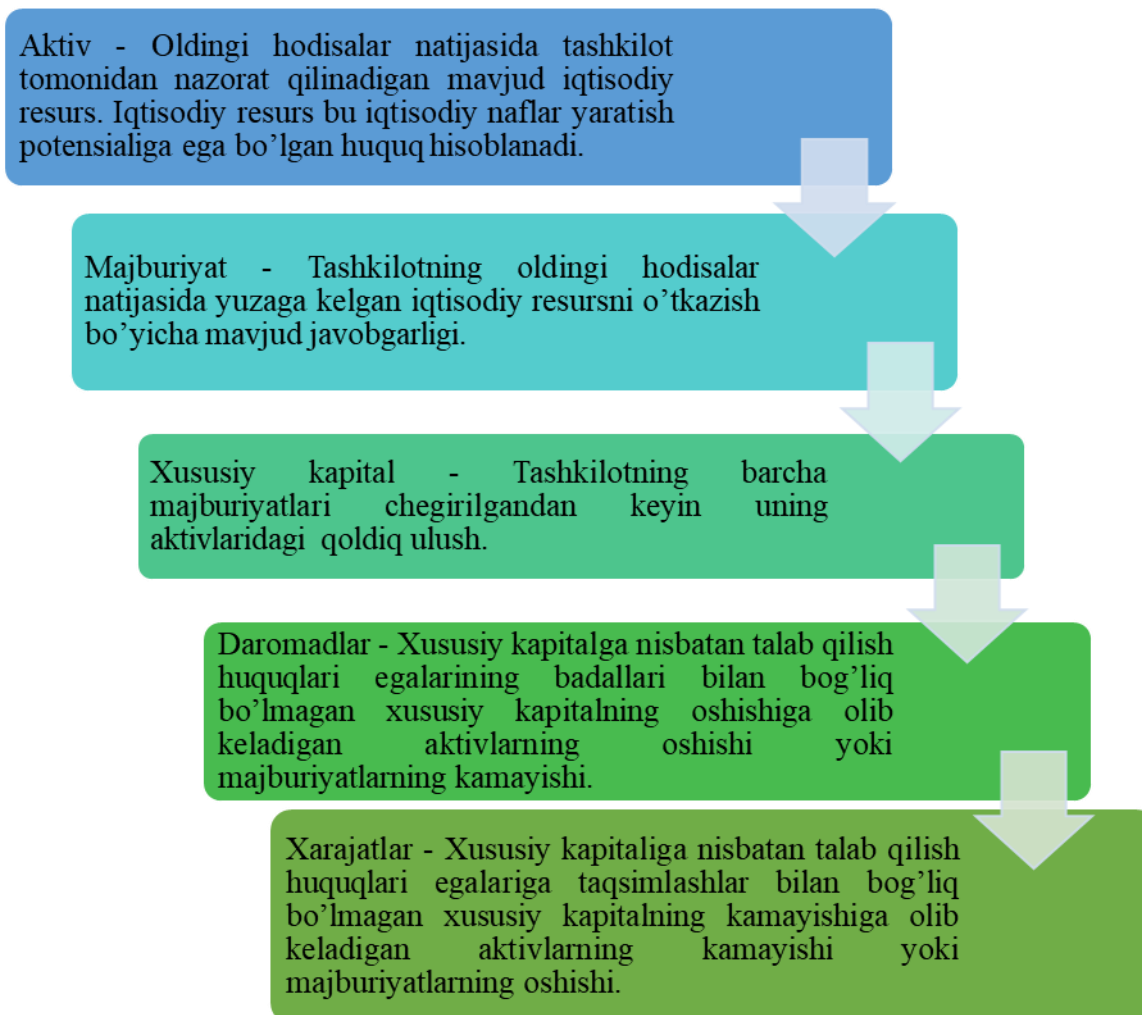 Aktiv - Oldingi hodisalar natijasida tashkilot
tomonidan nazorat qilinadigan mavjud iqtisodiy
resurs. Iqtisodiy resurs bu iqtisodiy naflar yaratish
potensialiga ega bo’lgan huquq hisoblanadi.
Majburiyat - Tashkilotning oldingi hodisalar
natijasida yuzaga kelgan iqtisodiy resursni o’tkazish
bo’yicha mavjud javobgarligi.
Xususiy kapital - Tashkilotning barcha
majburiyatlari chegirilgandan keyin uning
aktivlaridagi qoldiq ulush.
Daromadlar - Xususiy kapitalga nisbatan talab qilish
huquqlari egalarining badallari bilan bog’liq
bo’lmagan xususiy kapitalning oshishiga olib
keladigan aktivlarning oshishi yoki
majburiyatlarning kamayishi.
Xarajatlar - Xususiy kapitaliga nisbatan talab qilish
huquqlari egalariga taqsimlashlar bilan bog’liq
bo’lmagan xususiy kapitalning kamayishiga olib
keladigan aktivlarning kamayishi yoki
majburiyatlarning oshishi.